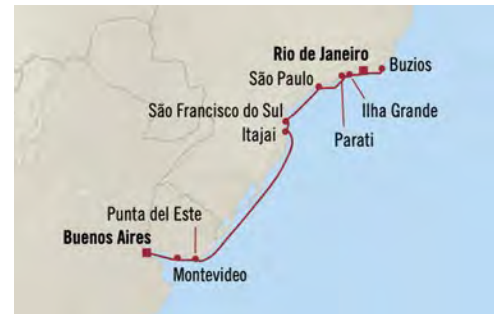 Rio de Janeiro
Buzios
São Paulo
Ilha Grande
São Francisco do Sul
Itajai
Parati
Punta del Este
Buenos Aires
Montevideo